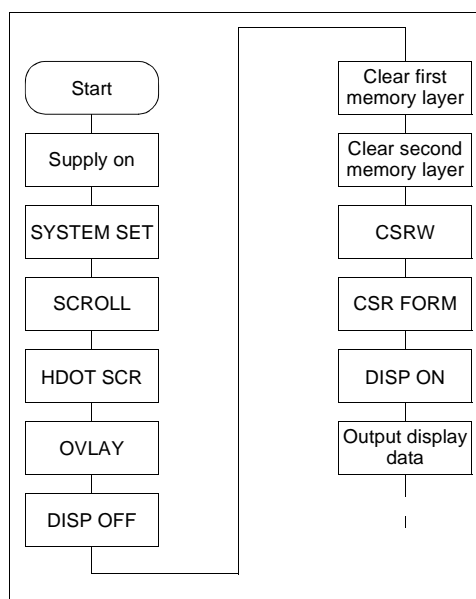 Start
Supply on
SYSTEM SET
SCROLL
HDOT SCR
OVLAY
DISP OFF
Clear first
memory layer
Clear second
memory layer
CSRW
CSR FORM
DISP ON
Output display
data